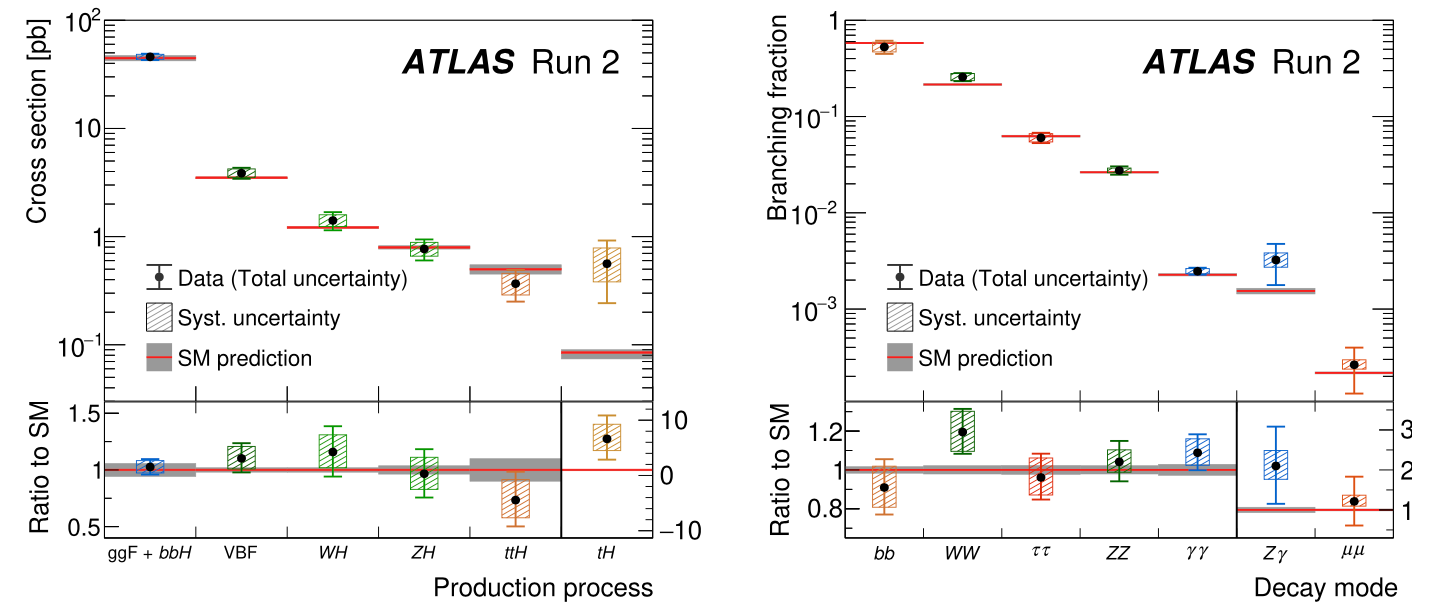 Cross section [pb]
10²
10
1
10⁻¹
ATLAS Run 2
Data (Total uncertainty)
Syst. uncertainty
SM prediction
Ratio to SM
1.5
1
0.5
10
0
−10
ggF + bbH VBF WH ZH ttH tH
Production process
Branching fraction
1
10⁻¹
10⁻²
10⁻³
ATLAS Run 2
Data (Total uncertainty)
Syst. uncertainty
SM prediction
Ratio to SM
1.2
1
0.8
3
2
1
bb WW ττ ZZ γγ Zγ μμ
Decay mode